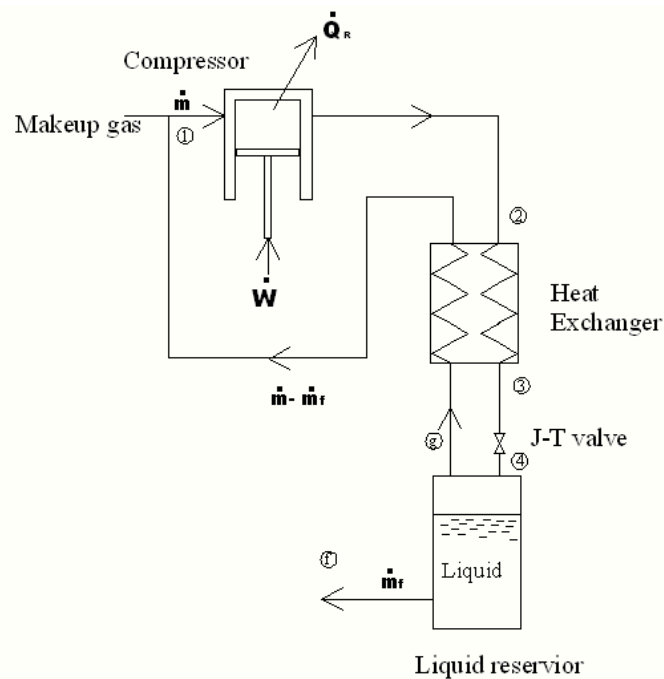 Q̇ R
Compressor
ṁ
Makeup gas
①
②
Ẇ
Heat
Exchanger
ṁ - ṁf
③
J-T valve
ⓖ
④
ⓕ
Liquid
ṁf
Liquid reservior